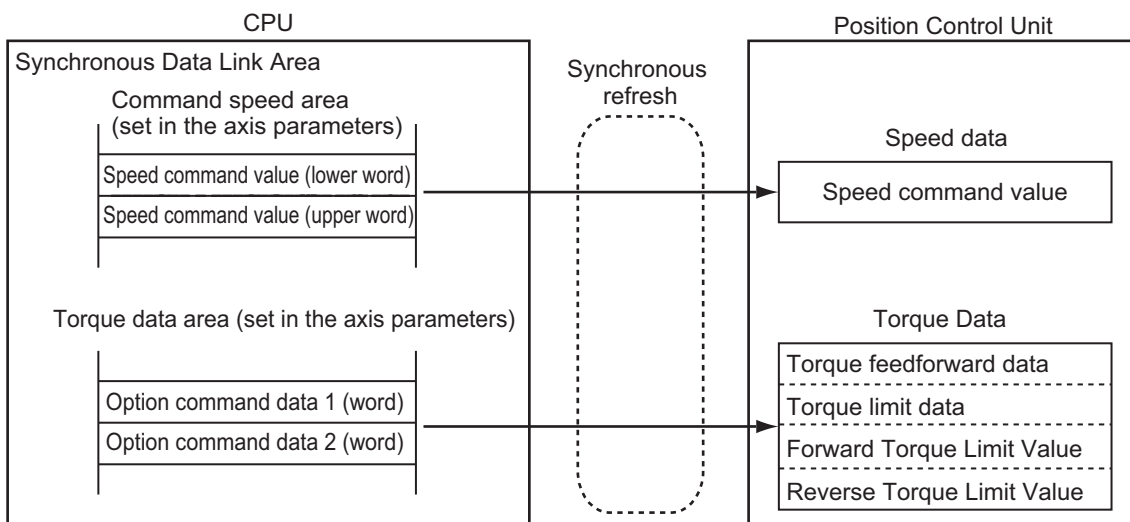 CPU
Synchronous Data Link Area
Command speed area
(set in the axis parameters)
Speed command value (lower word)
Speed command value (upper word)
Torque data area (set in the axis parameters)
Option command data 1 (word)
Option command data 2 (word)
Synchronous
refresh
Position Control Unit
Speed data
Speed command value
Torque Data
Torque feedforward data
Torque limit data
Forward Torque Limit Value
Reverse Torque Limit Value